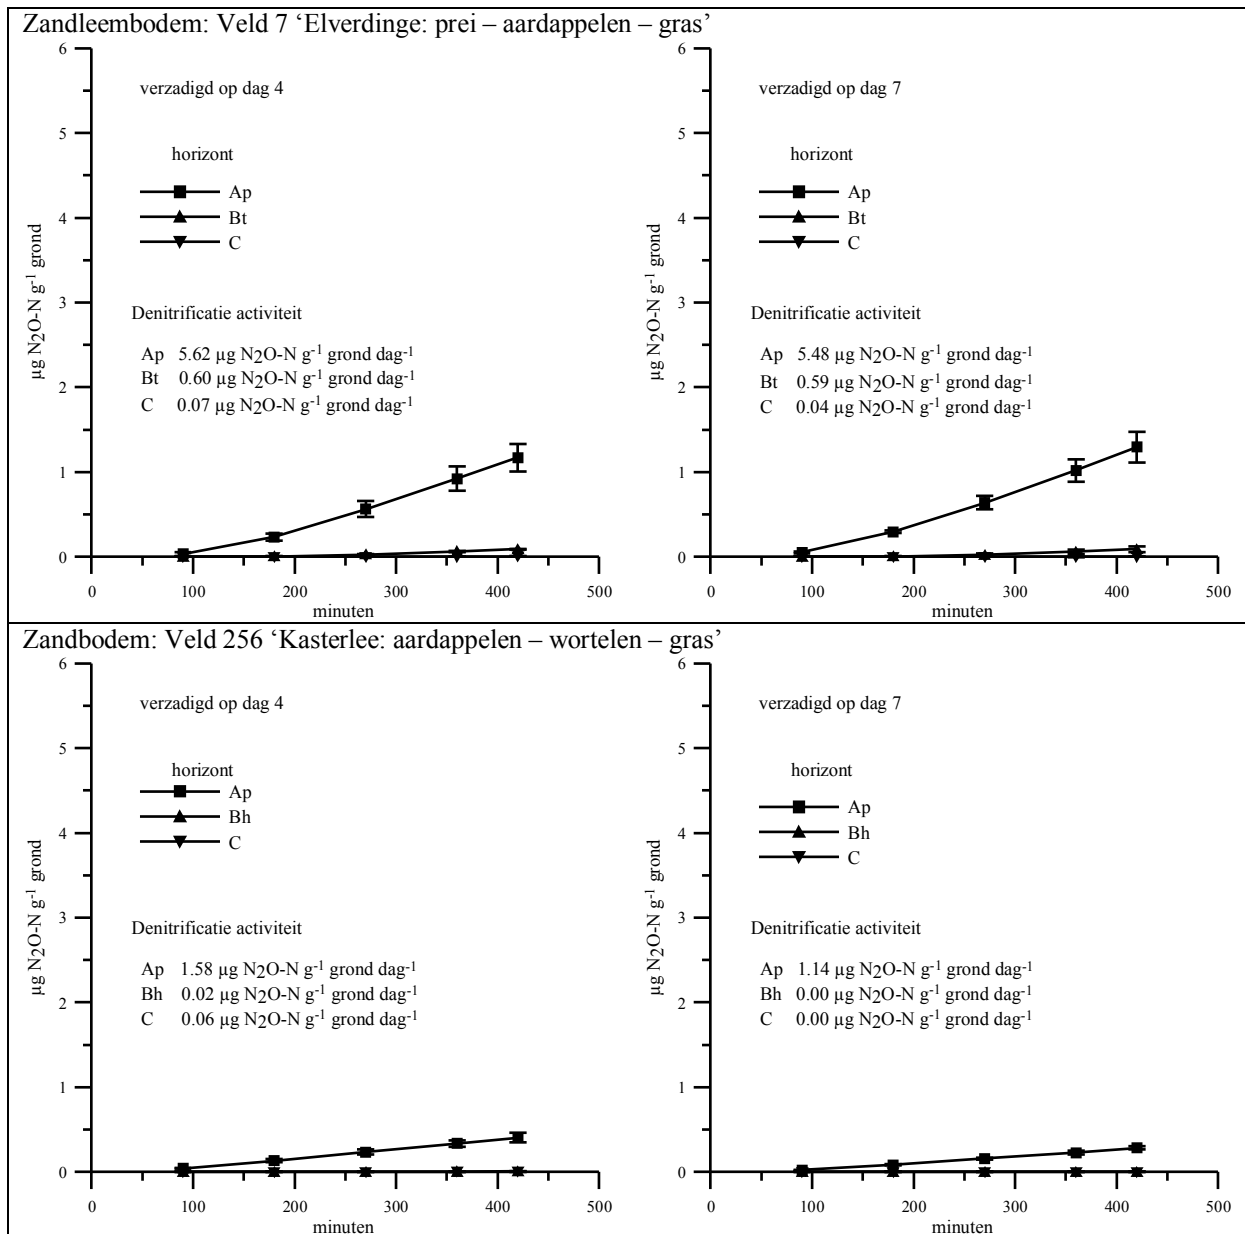 Zandleembodem: Veld 7 ‘Elverdinge: prei – aardappelen – gras’
6
5
4
3
2
1
0
µg N2O-N g-1 grond
verzadigd op dag 4
horizont
Ap
Bt
C
Denitrificatie activiteit
Ap 5.62 µg N2O-N g-1 grond dag-1
Bt 0.60 µg N2O-N g-1 grond dag-1
C 0.07 µg N2O-N g-1 grond dag-1
0 100 200 300 400 500
minuten
6
5
4
3
2
1
0
µg N2O-N g-1 grond
verzadigd op dag 7
horizont
Ap
Bt
C
Denitrificatie activiteit
Ap 5.48 µg N2O-N g-1 grond dag-1
Bt 0.59 µg N2O-N g-1 grond dag-1
C 0.04 µg N2O-N g-1 grond dag-1
0 100 200 300 400 500
minuten
Zandbodem: Veld 256 ‘Kasterlee: aardappelen – wortelen – gras’
6
5
4
3
2
1
0
µg N2O-N g-1 grond
verzadigd op dag 4
horizont
Ap
Bh
C
Denitrificatie activiteit
Ap 1.58 µg N2O-N g-1 grond dag-1
Bh 0.02 µg N2O-N g-1 grond dag-1
C 0.06 µg N2O-N g-1 grond dag-1
0 100 200 300 400 500
minuten
6
5
4
3
2
1
0
µg N2O-N g-1 grond
verzadigd op dag 7
horizont
Ap
Bh
C
Denitrificatie activiteit
Ap 1.14 µg N2O-N g-1 grond dag-1
Bh 0.00 µg N2O-N g-1 grond dag-1
C 0.00 µg N2O-N g-1 grond dag-1
0 100 200 300 400 500
minuten